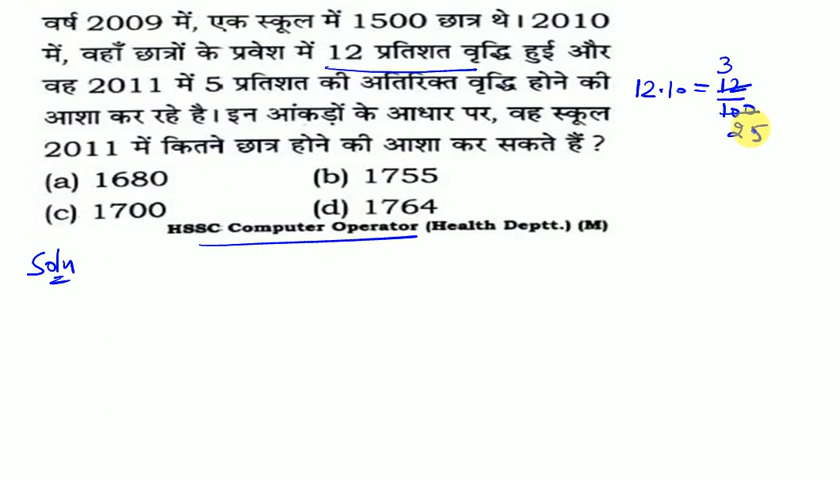 वर्ष 2009 में, एक स्कूल में 1500 छात्र थे। 2010
में, वहाँ छात्रों के प्रवेश में 12 प्रतिशत वृद्धि हुई और
वह 2011 में 5 प्रतिशत की अतिरिक्त वृद्धि होने की
आशा कर रहे है। इन आंकड़ों के आधार पर, वह स्कूल
2011 में कितने छात्र होने की आशा कर सकते हैं ?
(a) 1680 (b) 1755
(c) 1700 (d) 1764
HSSC Computer Operator (Health Deptt.) (M)
Soln
3
12.1. = 12
100
25